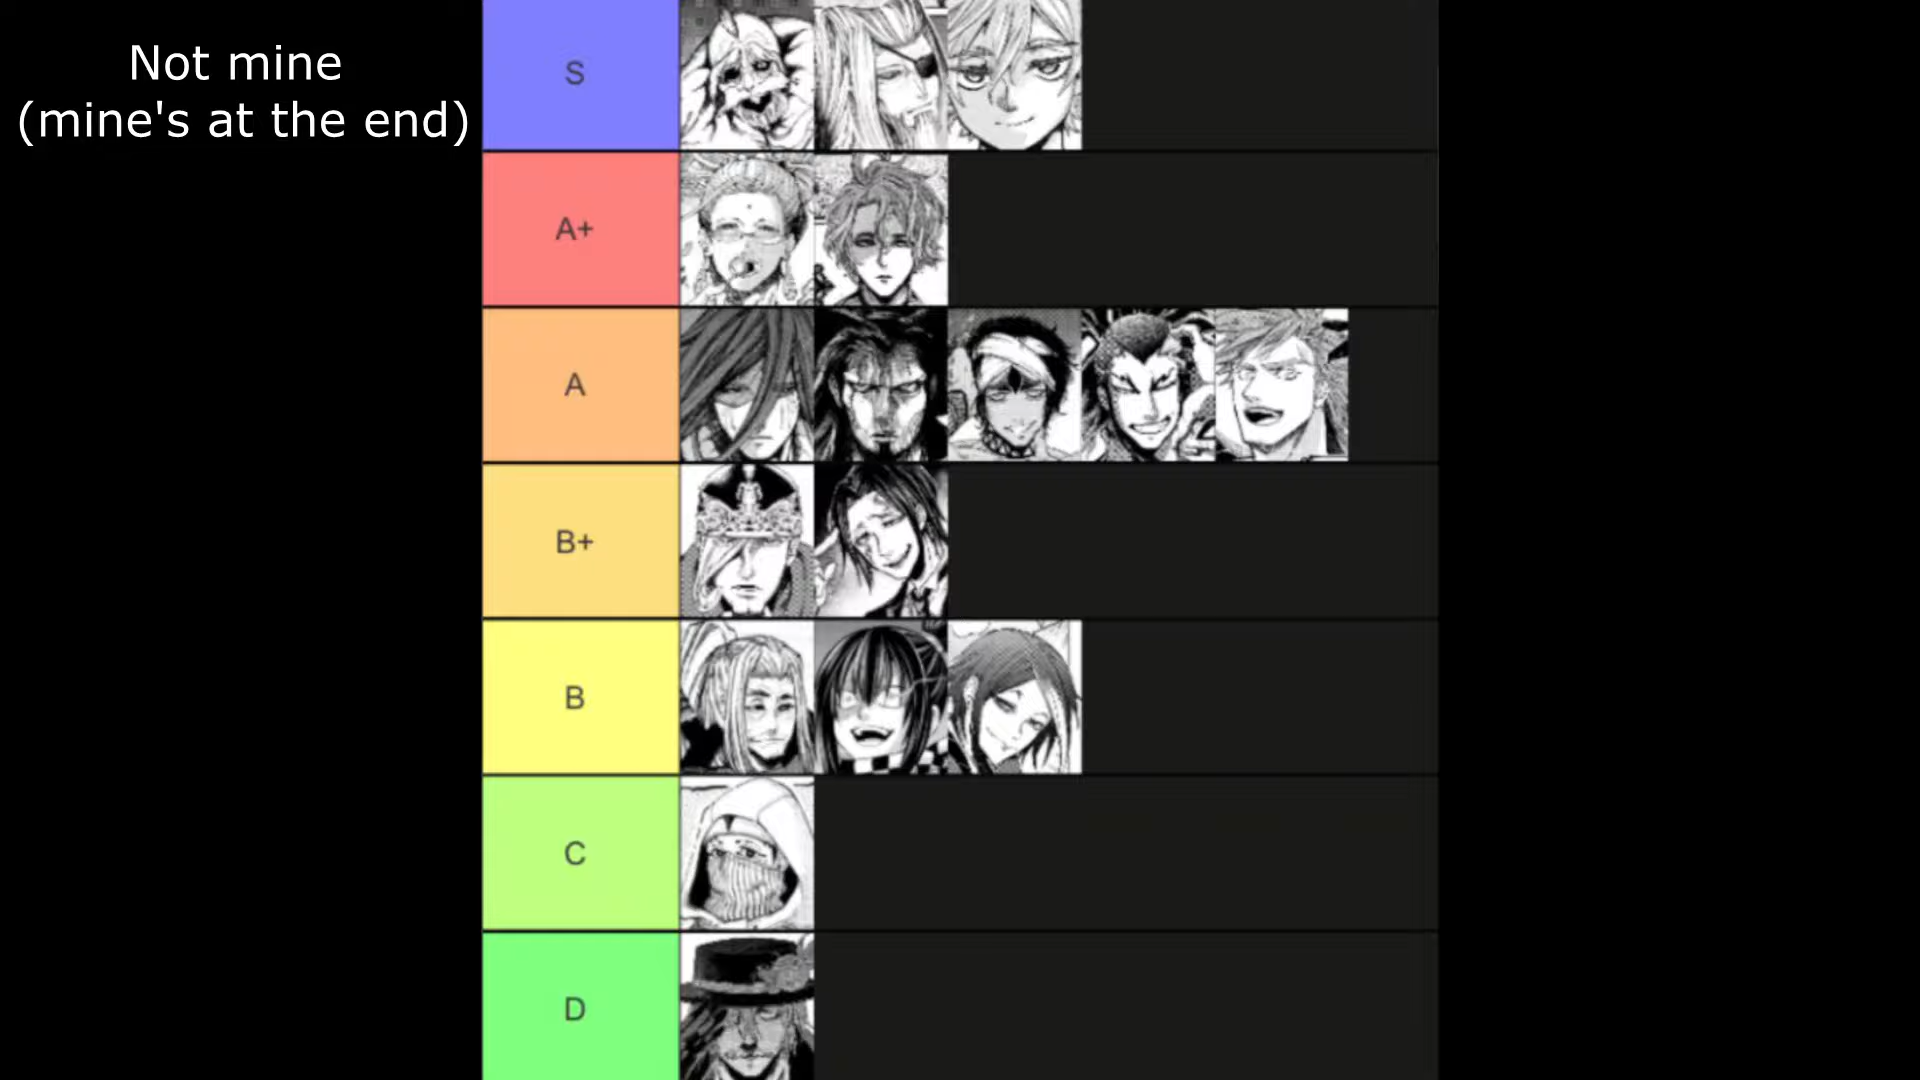 Not mine
(mine's at the end)
S
A+
A
B+
B
C
D